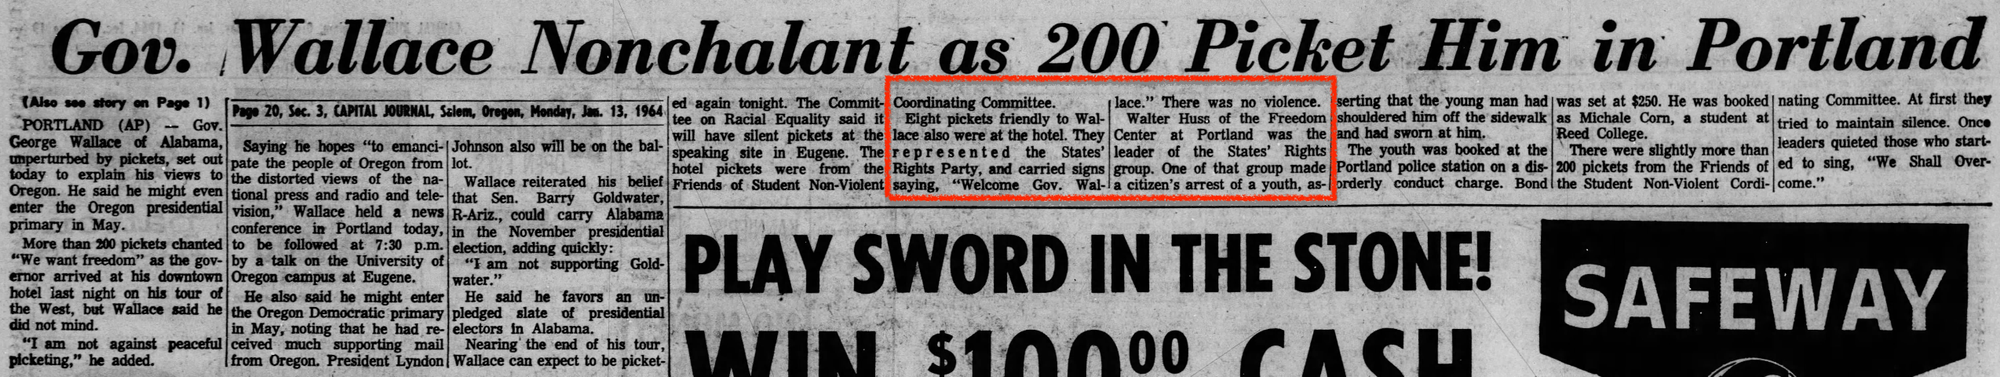 Gov. Wallace Nonchalant as 200 Picket Him in Portland
(Also see story on Page 1)
PORTLAND (AP) — Gov.
George Wallace of Alabama,
unperturbed by pickets, set out
today to explain his views to
Oregon. He said he might even
enter the Oregon presidential
primary in May.
More than 200 pickets chanted
"We want freedom" as the gov-
ernor arrived at his downtown
hotel last night on his tour of
the West, but Wallace said he
did not mind.
"I am not against peaceful
picketing," he added.
Page 20, Sec. 3, CAPITAL JOURNAL, Salem, Oregon, Monday, Jan. 13, 1964
Saying he hopes "to emanci-
pate the people of Oregon from
the distorted views of the na-
tional press and radio and tele-
vision," Wallace held a news
conference in Portland today,
to be followed at 7:30 p.m.
by a talk on the University of
Oregon campus at Eugene.
He also said he might enter
the Oregon Democratic primary
in May, noting that he had re-
ceived much supporting mail
from Oregon. President Lyndon
Johnson also will be on the bal-
lot.
Wallace reiterated his belief
that Sen. Barry Goldwater,
R-Ariz., could carry Alabama
in the November presidential
election, adding quickly:
"I am not supporting Gold-
water."
He said he favors an un-
pledged slate of presidential
electors in Alabama.
Nearing the end of his tour,
Wallace can expect to be picket-
ed again tonight. The Commit-
tee on Racial Equality said it
will have silent pickets at the
speaking site in Eugene. The
hotel pickets were from the
Friends of Student Non-Violent
Coordinating Committee.
Eight pickets friendly to Wal-
lace also were at the hotel. They
represented the States'
Rights Party, and carried signs
saying, "Welcome Gov. Wal-
lace." There was no violence.
Walter Huss of the Freedom
Center at Portland was the
leader of the States' Rights
group. One of that group made
a citizen's arrest of a youth, as-
serting that the young man had
shouldered him off the sidewalk
and had sworn at him.
The youth was booked at the
Portland police station on a dis-
orderly conduct charge. Bond
was set at $250. He was booked
as Michale Corn, a student at
Reed College.
There were slightly more than
200 pickets from the Friends of
the Student Non-Violent Cordi-
nating Committee. At first they
tried to maintain silence. Once
leaders quieted those who start-
ed to sing, "We Shall Over-
come."
PLAY SWORD IN THE STONE!
WIN $100⁰⁰ CASH
SAFEWAY